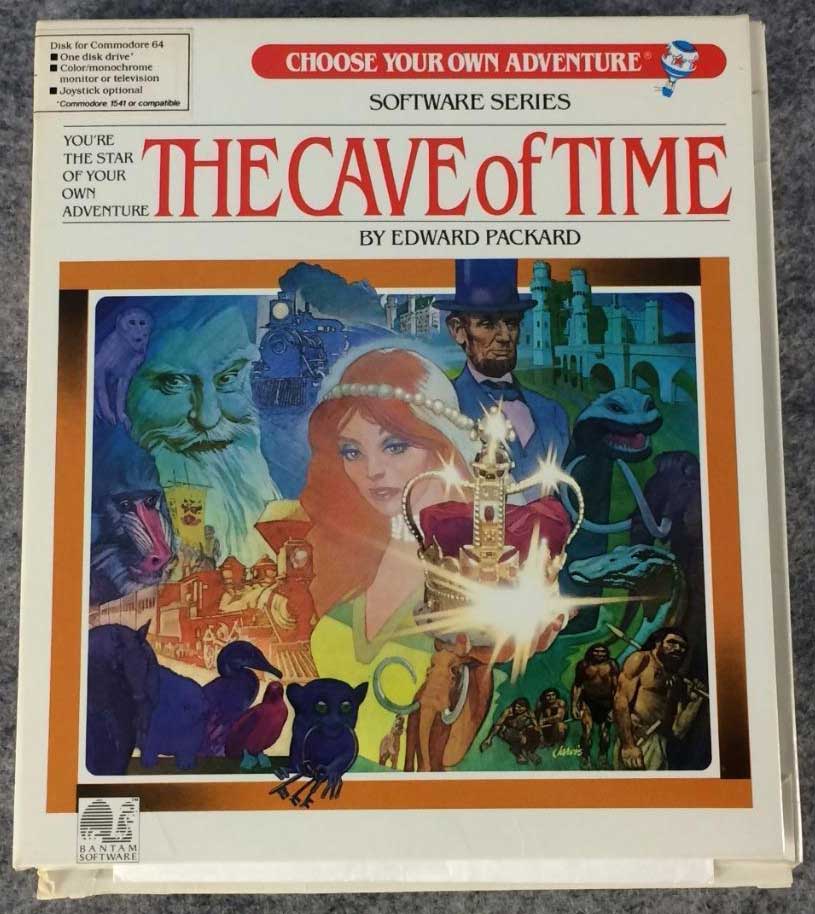 Disk for Commodore 64
■ One disk drive*
■ Color/monochrome
monitor or television
■ Joystick optional
*Commodore 1541 or compatible
CHOOSE YOUR OWN ADVENTURE®
SOFTWARE SERIES
YOU'RE
THE STAR
OF YOUR
OWN
ADVENTURE
THE CAVE of TIME
BY EDWARD PACKARD
Jarvis
TM
BANTAM
SOFTWARE